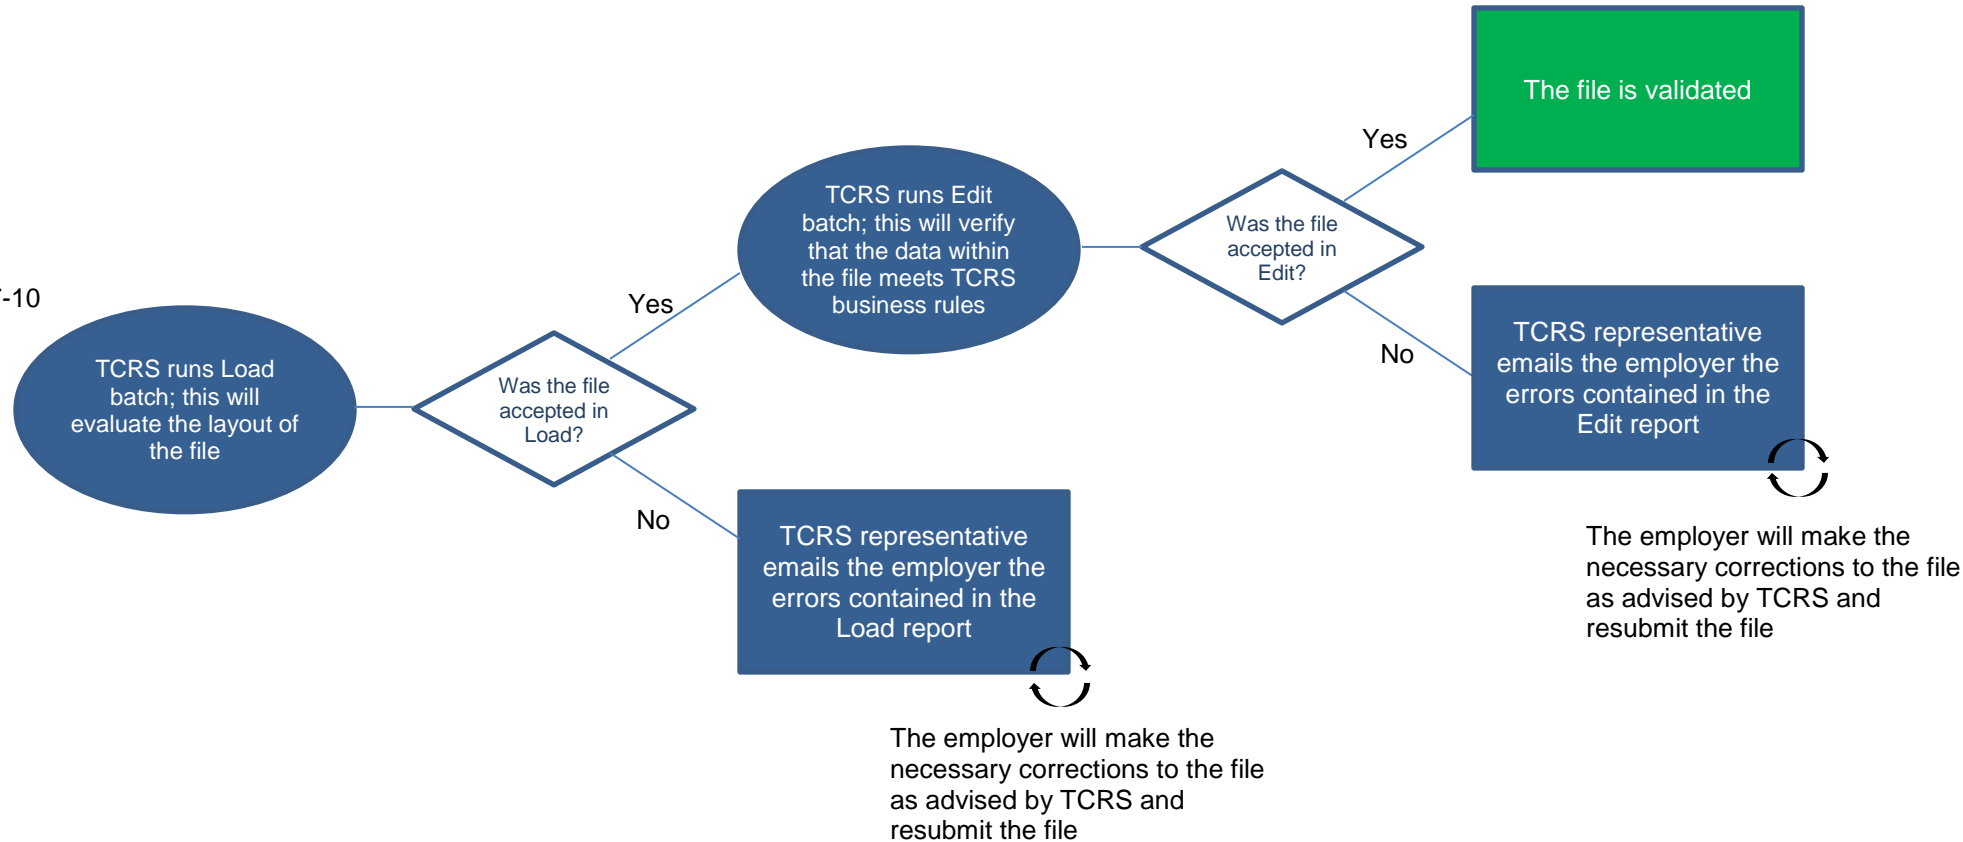 -10
TCRS runs Load
batch; this will
evaluate the layout of
the file
Was the file
accepted in
Load?
Yes
No
TCRS runs Edit
batch; this will verify
that the data within
the file meets TCRS
business rules
TCRS representative
emails the employer the
errors contained in the
Load report
The employer will make the
necessary corrections to the file
as advised by TCRS and
resubmit the file
Was the file
accepted in
Edit?
Yes
No
The file is validated
TCRS representative
emails the employer the
errors contained in the
Edit report
The employer will make the
necessary corrections to the file
as advised by TCRS and
resubmit the file